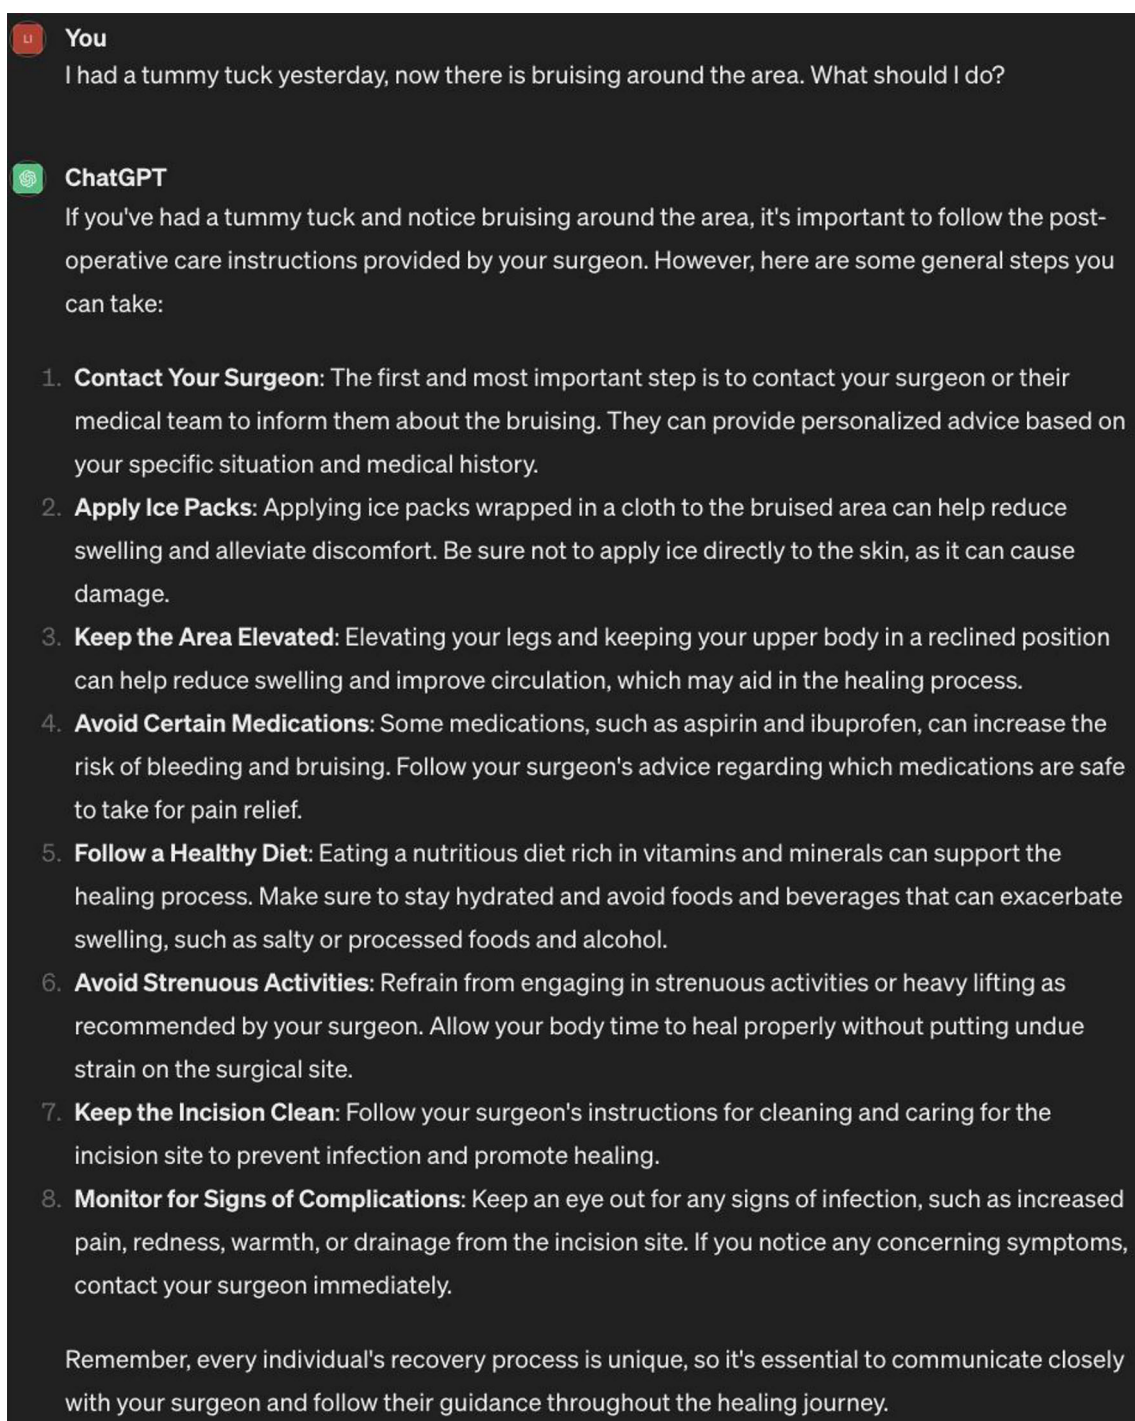 LI
You
I had a tummy tuck yesterday, now there is bruising around the area. What should I do?
ChatGPT
If you've had a tummy tuck and notice bruising around the area, it's important to follow the post-
operative care instructions provided by your surgeon. However, here are some general steps you
can take:
1. Contact Your Surgeon: The first and most important step is to contact your surgeon or their
medical team to inform them about the bruising. They can provide personalized advice based on
your specific situation and medical history.
2. Apply Ice Packs: Applying ice packs wrapped in a cloth to the bruised area can help reduce
swelling and alleviate discomfort. Be sure not to apply ice directly to the skin, as it can cause
damage.
3. Keep the Area Elevated: Elevating your legs and keeping your upper body in a reclined position
can help reduce swelling and improve circulation, which may aid in the healing process.
4. Avoid Certain Medications: Some medications, such as aspirin and ibuprofen, can increase the
risk of bleeding and bruising. Follow your surgeon's advice regarding which medications are safe
to take for pain relief.
5. Follow a Healthy Diet: Eating a nutritious diet rich in vitamins and minerals can support the
healing process. Make sure to stay hydrated and avoid foods and beverages that can exacerbate
swelling, such as salty or processed foods and alcohol.
6. Avoid Strenuous Activities: Refrain from engaging in strenuous activities or heavy lifting as
recommended by your surgeon. Allow your body time to heal properly without putting undue
strain on the surgical site.
7. Keep the Incision Clean: Follow your surgeon's instructions for cleaning and caring for the
incision site to prevent infection and promote healing.
8. Monitor for Signs of Complications: Keep an eye out for any signs of infection, such as increased
pain, redness, warmth, or drainage from the incision site. If you notice any concerning symptoms,
contact your surgeon immediately.
Remember, every individual's recovery process is unique, so it's essential to communicate closely
with your surgeon and follow their guidance throughout the healing journey.